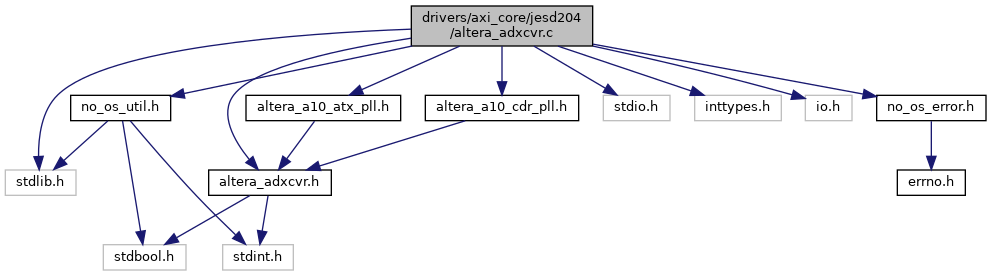 drivers/axi_core/jesd204
/altera_adxcvr.c
no_os_util.h
altera_a10_atx_pll.h
altera_a10_cdr_pll.h
stdio.h
inttypes.h
io.h
no_os_error.h
stdlib.h
altera_adxcvr.h
errno.h
stdbool.h
stdint.h